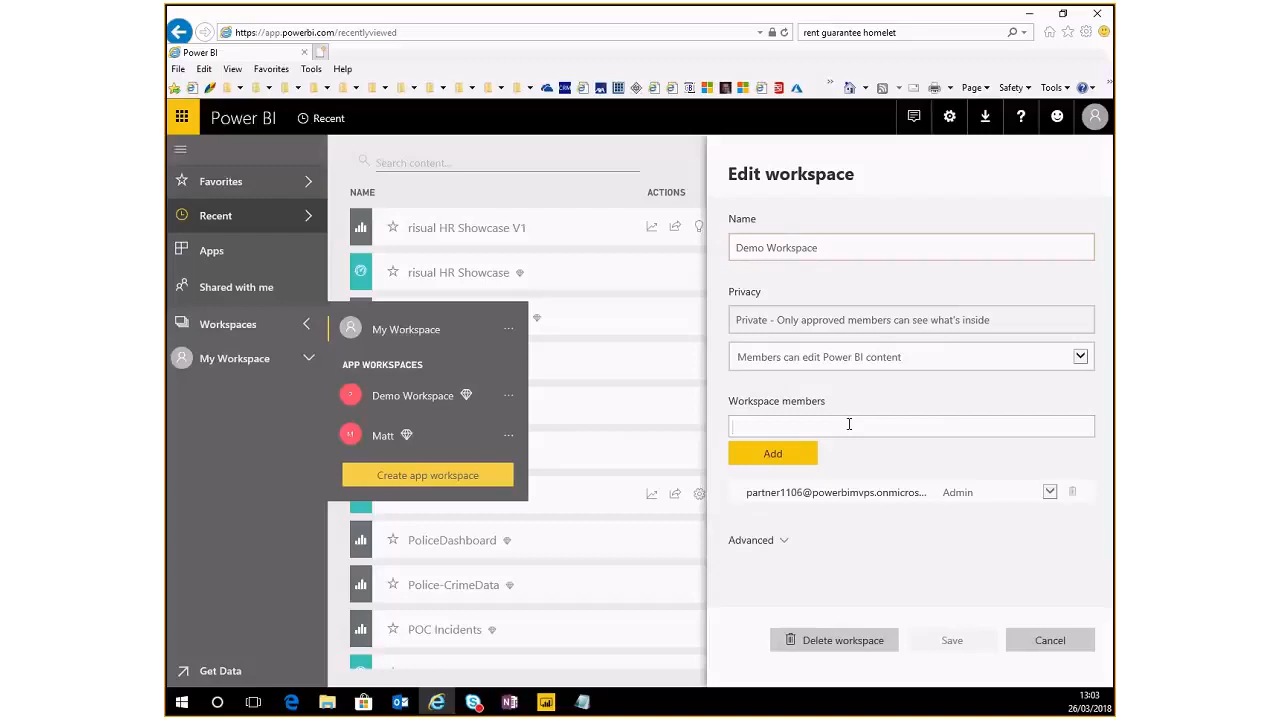 https://app.powerbi.com/recentlyviewed
rent guarantee homelet
Power BI
File Edit View Favorites Tools Help
CRM
Page Safety Tools
Power BI Recent
Favorites
Recent
Apps
Shared with me
Workspaces
My Workspace
Get Data
Search content...
NAME ACTIONS
risual HR Showcase V1
risual HR Showcase
My Workspace
APP WORKSPACES
Demo Workspace
Matt
Create app workspace
PoliceDashboard
Police-CrimeData
POC Incidents
Edit workspace
Name
Demo Workspace
Privacy
Private - Only approved members can see what's inside
Members can edit Power BI content
Workspace members
Add
partner1106@powerbimvps.onmicros... Admin
Advanced
Delete workspace Save Cancel
13:03
26/03/2018